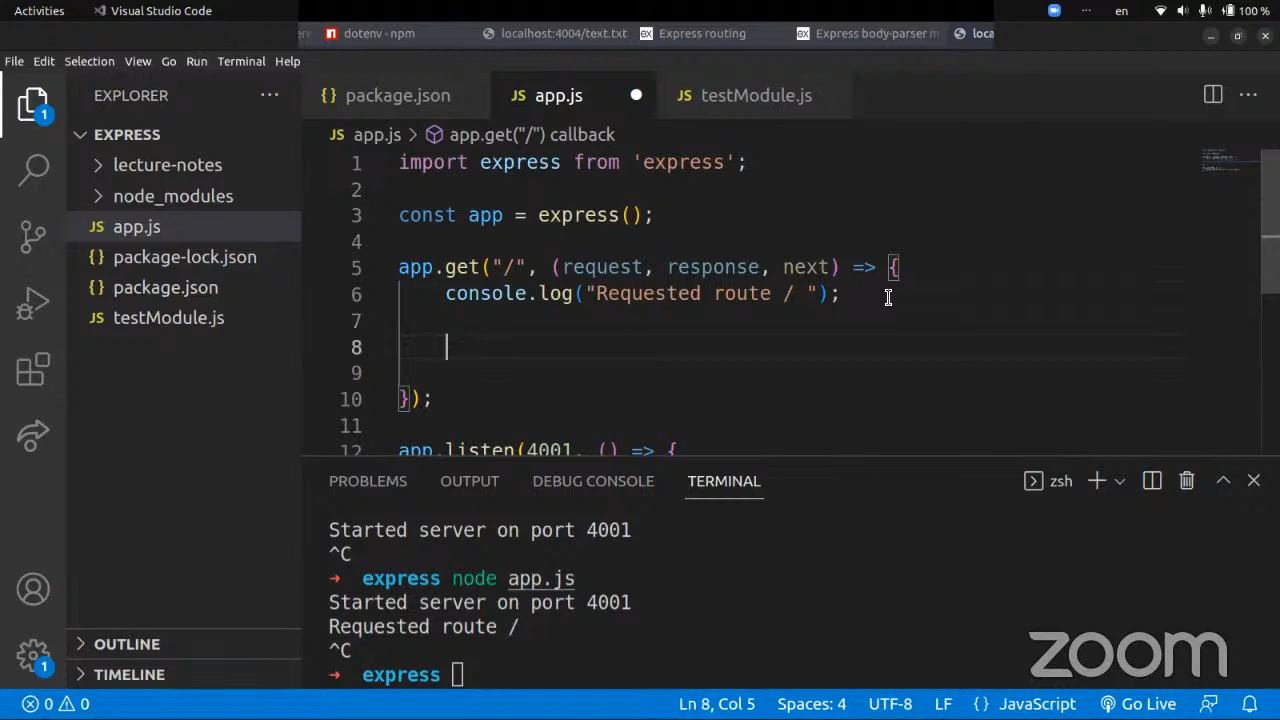 Activities Visual Studio Code en 100 %
dotenv - npm localhost:4004/text.txt Express routing Express body-parser m loca
File Edit Selection View Go Run Terminal Help
EXPLORER ··· package.json app.js testModule.js ···
EXPRESS
lecture-notes
node_modules
app.js
package-lock.json
package.json
testModule.js
OUTLINE
TIMELINE
JS app.js > app.get("/") callback
1 import express from 'express';
2
3 const app = express();
4
5 app.get("/", (request, response, next) => {
6 console.log("Requested route / ");
7
8
9
10 });
11
12 app.listen(4001, () => {
PROBLEMS OUTPUT DEBUG CONSOLE TERMINAL zsh
Started server on port 4001
^C
→ express node app.js
Started server on port 4001
Requested route /
^C
→ express
zoom
0 0 Ln 8, Col 5 Spaces: 4 UTF-8 LF {} JavaScript Go Live